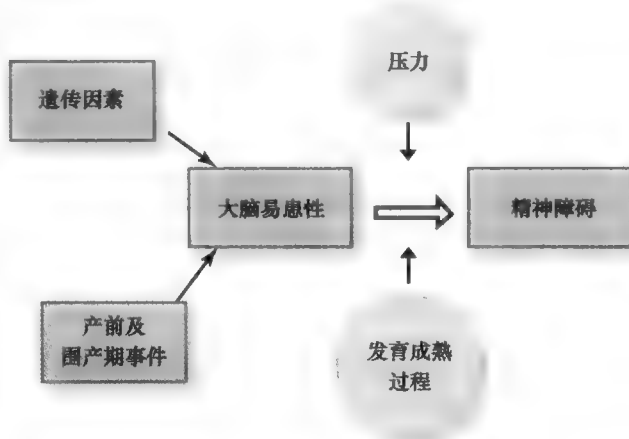 压力
遗传因素
大脑易患性
精神障碍
产前及
围产期事件
发育成熟
过程